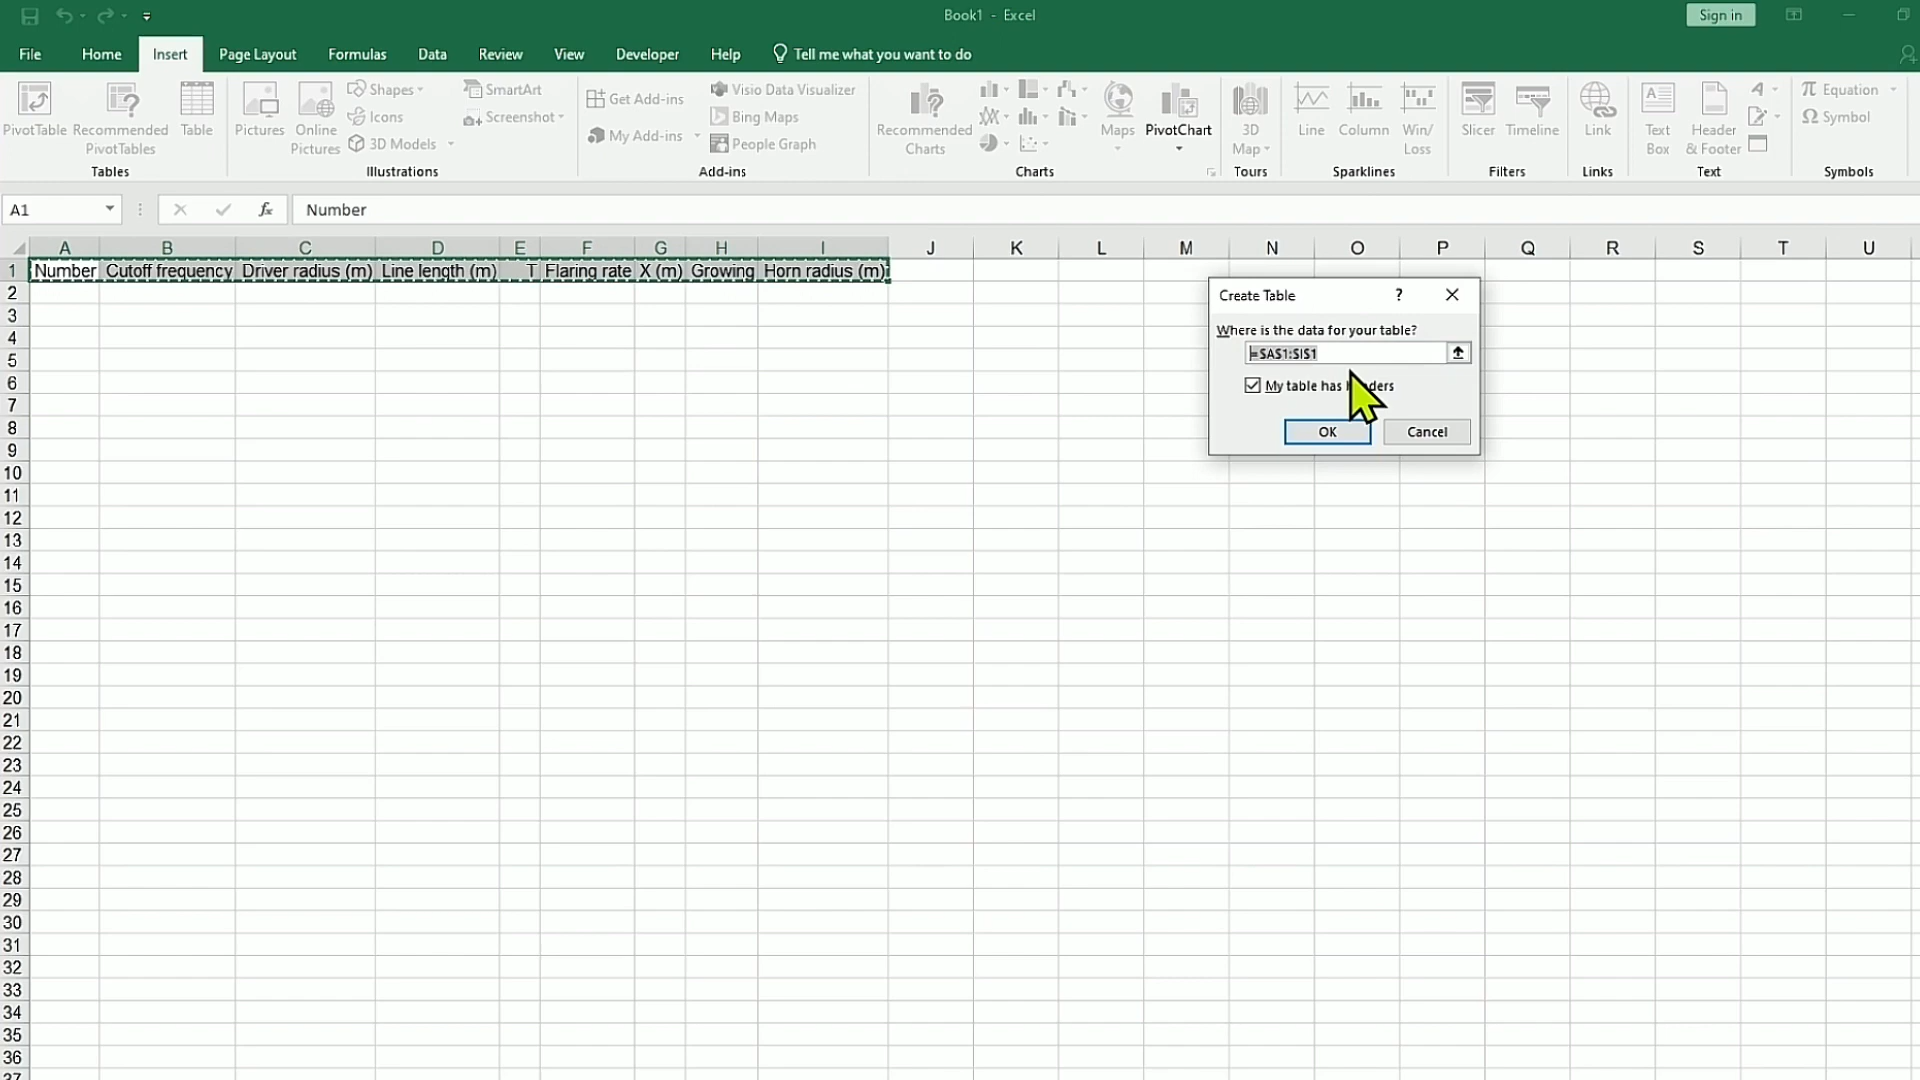 Book1 - Excel
Sign in
File Home Insert Page Layout Formulas Data Review View Developer Help Tell me what you want to do
PivotTable
Recommended
PivotTables
Table
Tables
Pictures
Online
Pictures
Shapes
Icons
3D Models
SmartArt
Screenshot
Illustrations
Get Add-ins
My Add-ins
Visio Data Visualizer
Bing Maps
People Graph
Add-ins
Recommended
Charts
Maps
PivotChart
Charts
3D
Map
Tours
Line
Column
Win/
Loss
Sparklines
Slicer
Timeline
Filters
Link
Links
Text
Box
Header
& Footer
Text
Equation
Symbol
Symbols
A1
fx
Number
A B C D E F G H I J K L M N O P Q R S T U
1 Number Cutoff frequency Driver radius (m) Line length (m) T Flaring rate X (m) Growing Horn radius (m)
2
3
4
5
6
7
8
9
10
11
12
13
14
15
16
17
18
19
20
21
22
23
24
25
26
27
28
29
30
31
32
33
34
35
36
37
Create Table ?
Where is the data for your table?
=$A$1:$I$1
My table has
OK Cancel